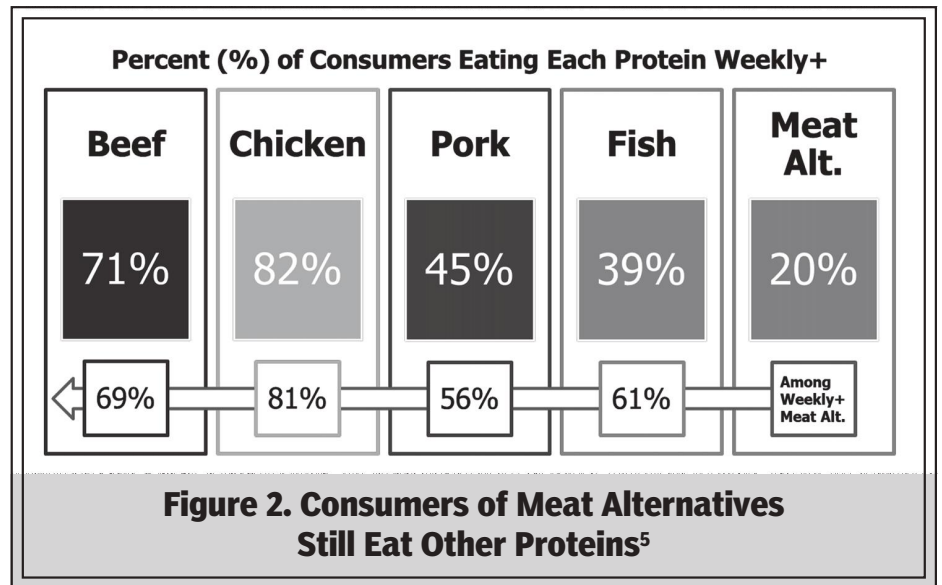 Percent (%) of Consumers Eating Each Protein Weekly+
Beef
Chicken
Pork
Fish
Meat
Alt.
71%
82%
45%
39%
20%
69%
81%
56%
61%
Among
Weekly+
Meat Alt.
Figure 2. Consumers of Meat Alternatives
Still Eat Other Proteins⁵